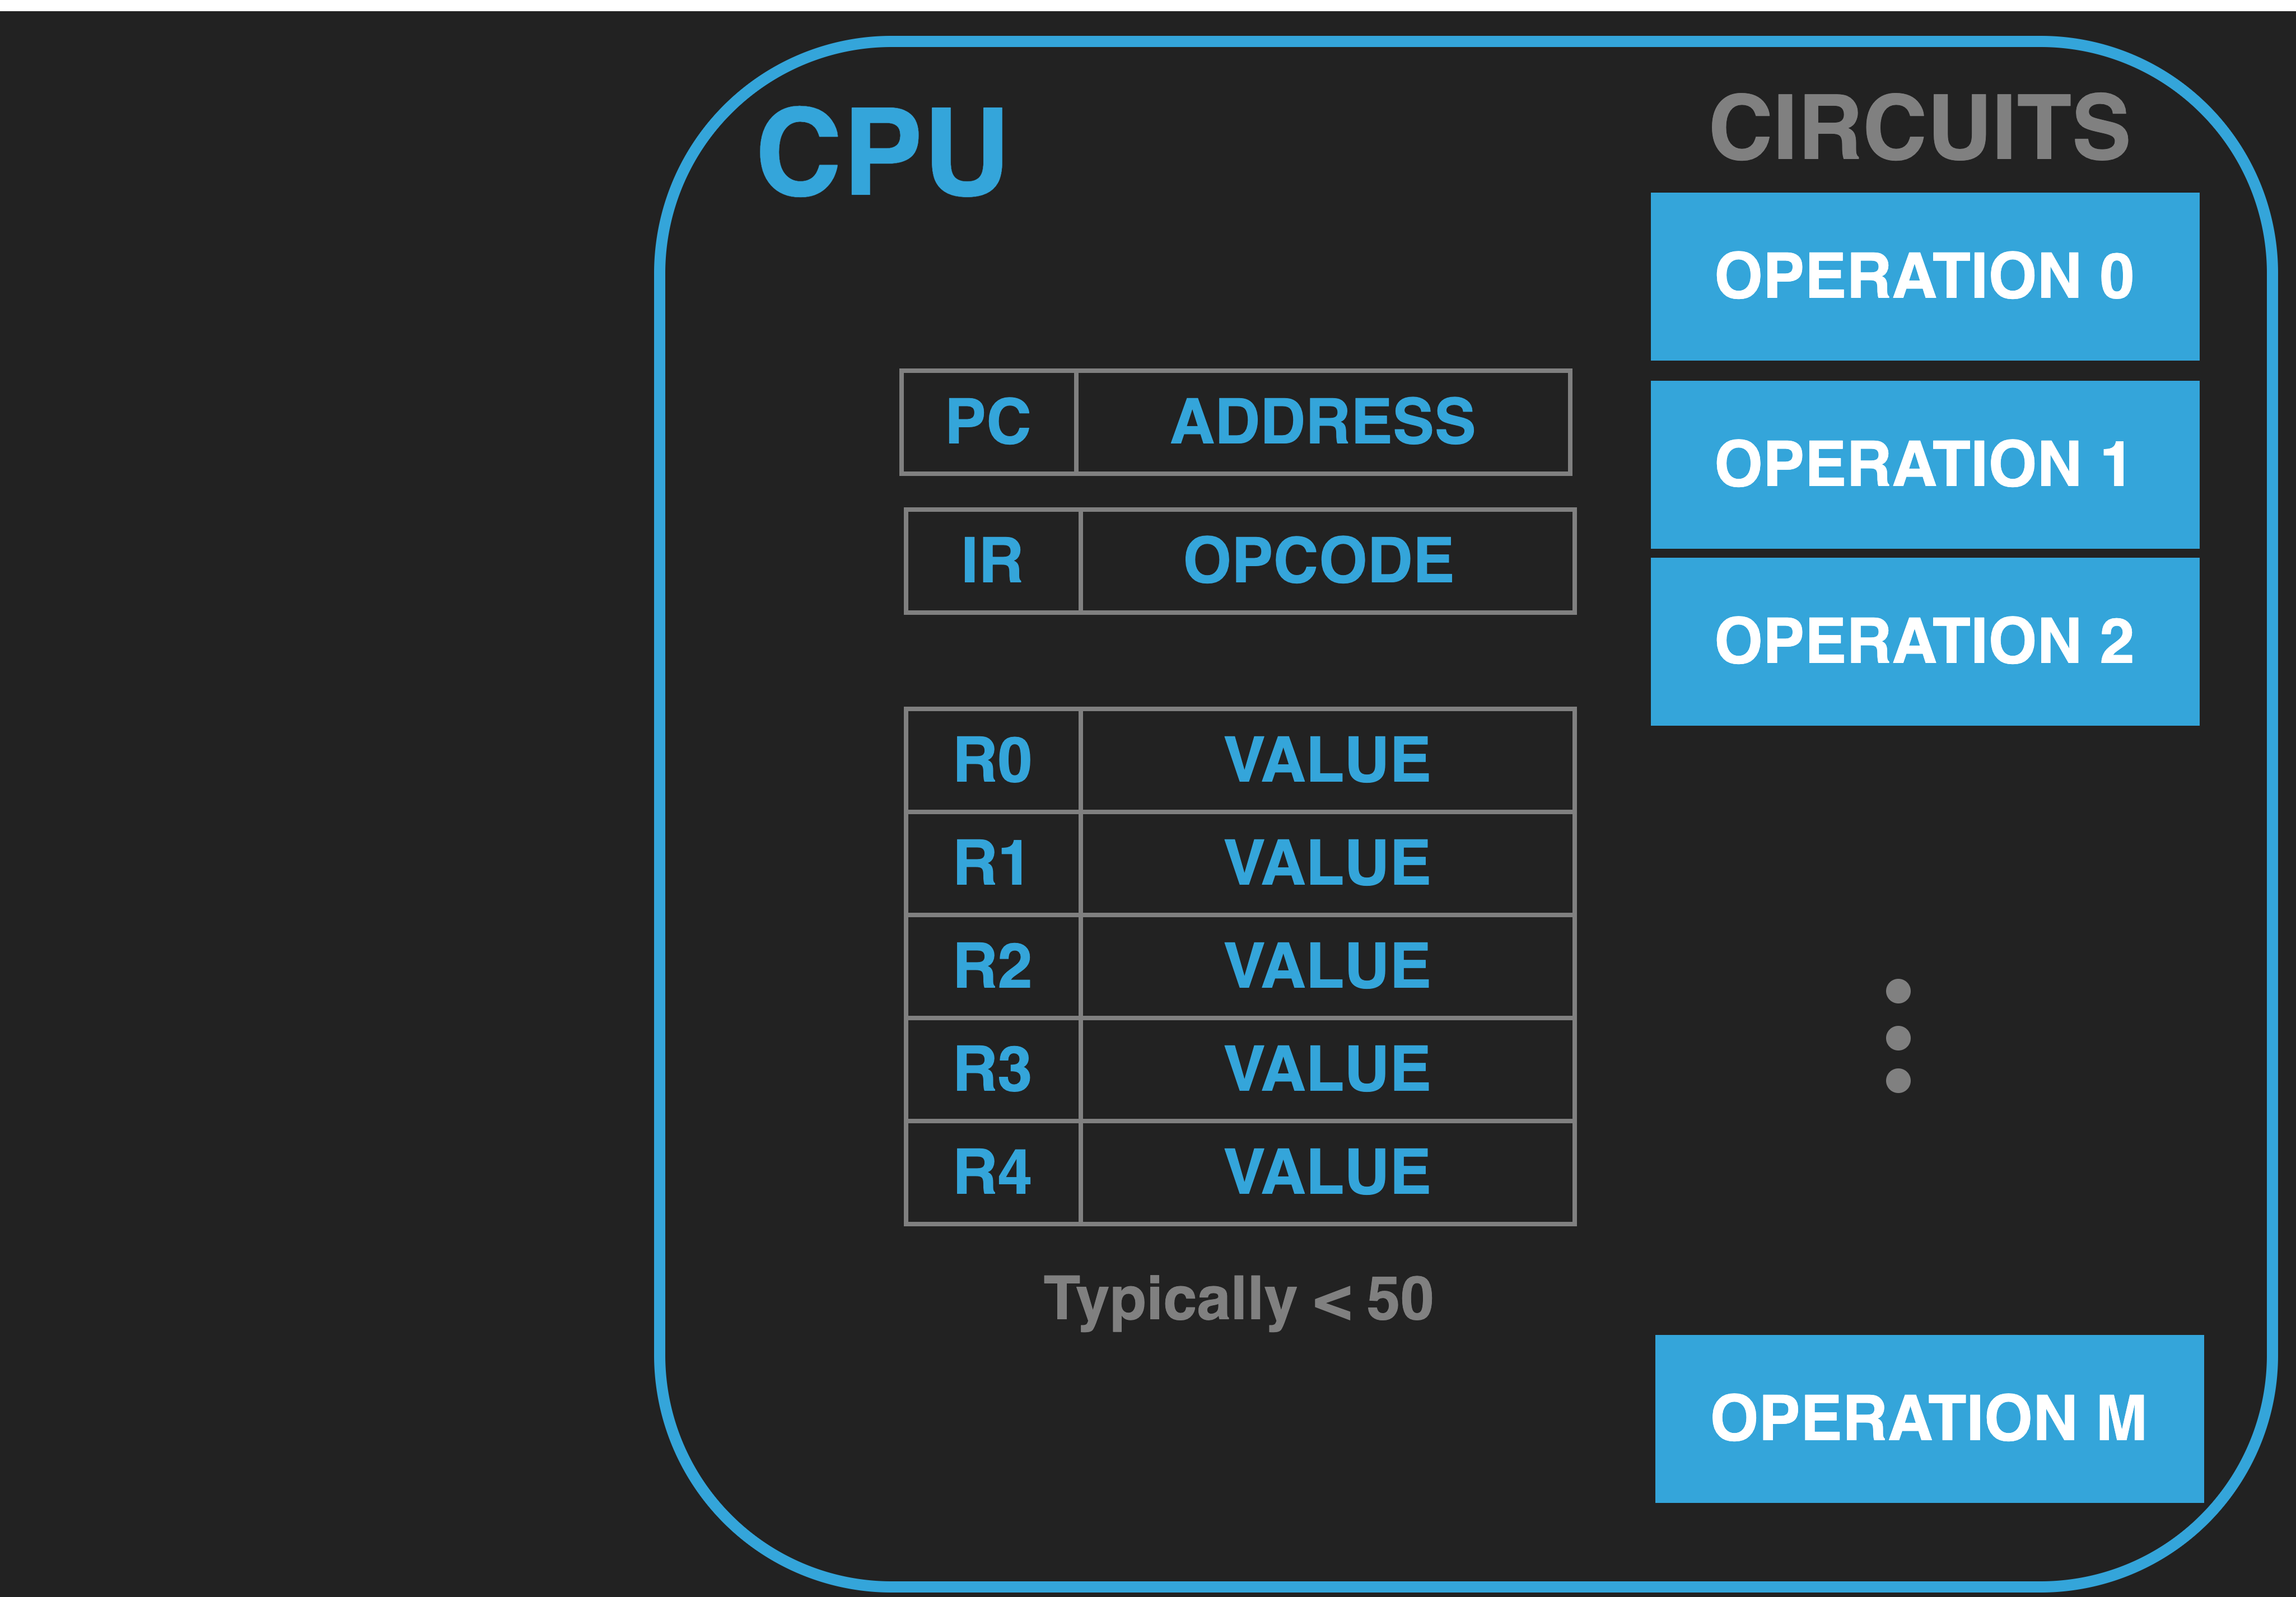 CPU
CIRCUITS
OPERATION 0
OPERATION 1
OPERATION 2
OPERATION M
PC ADDRESS
IR OPCODE
R0 VALUE
R1 VALUE
R2 VALUE
R3 VALUE
R4 VALUE
Typically < 50